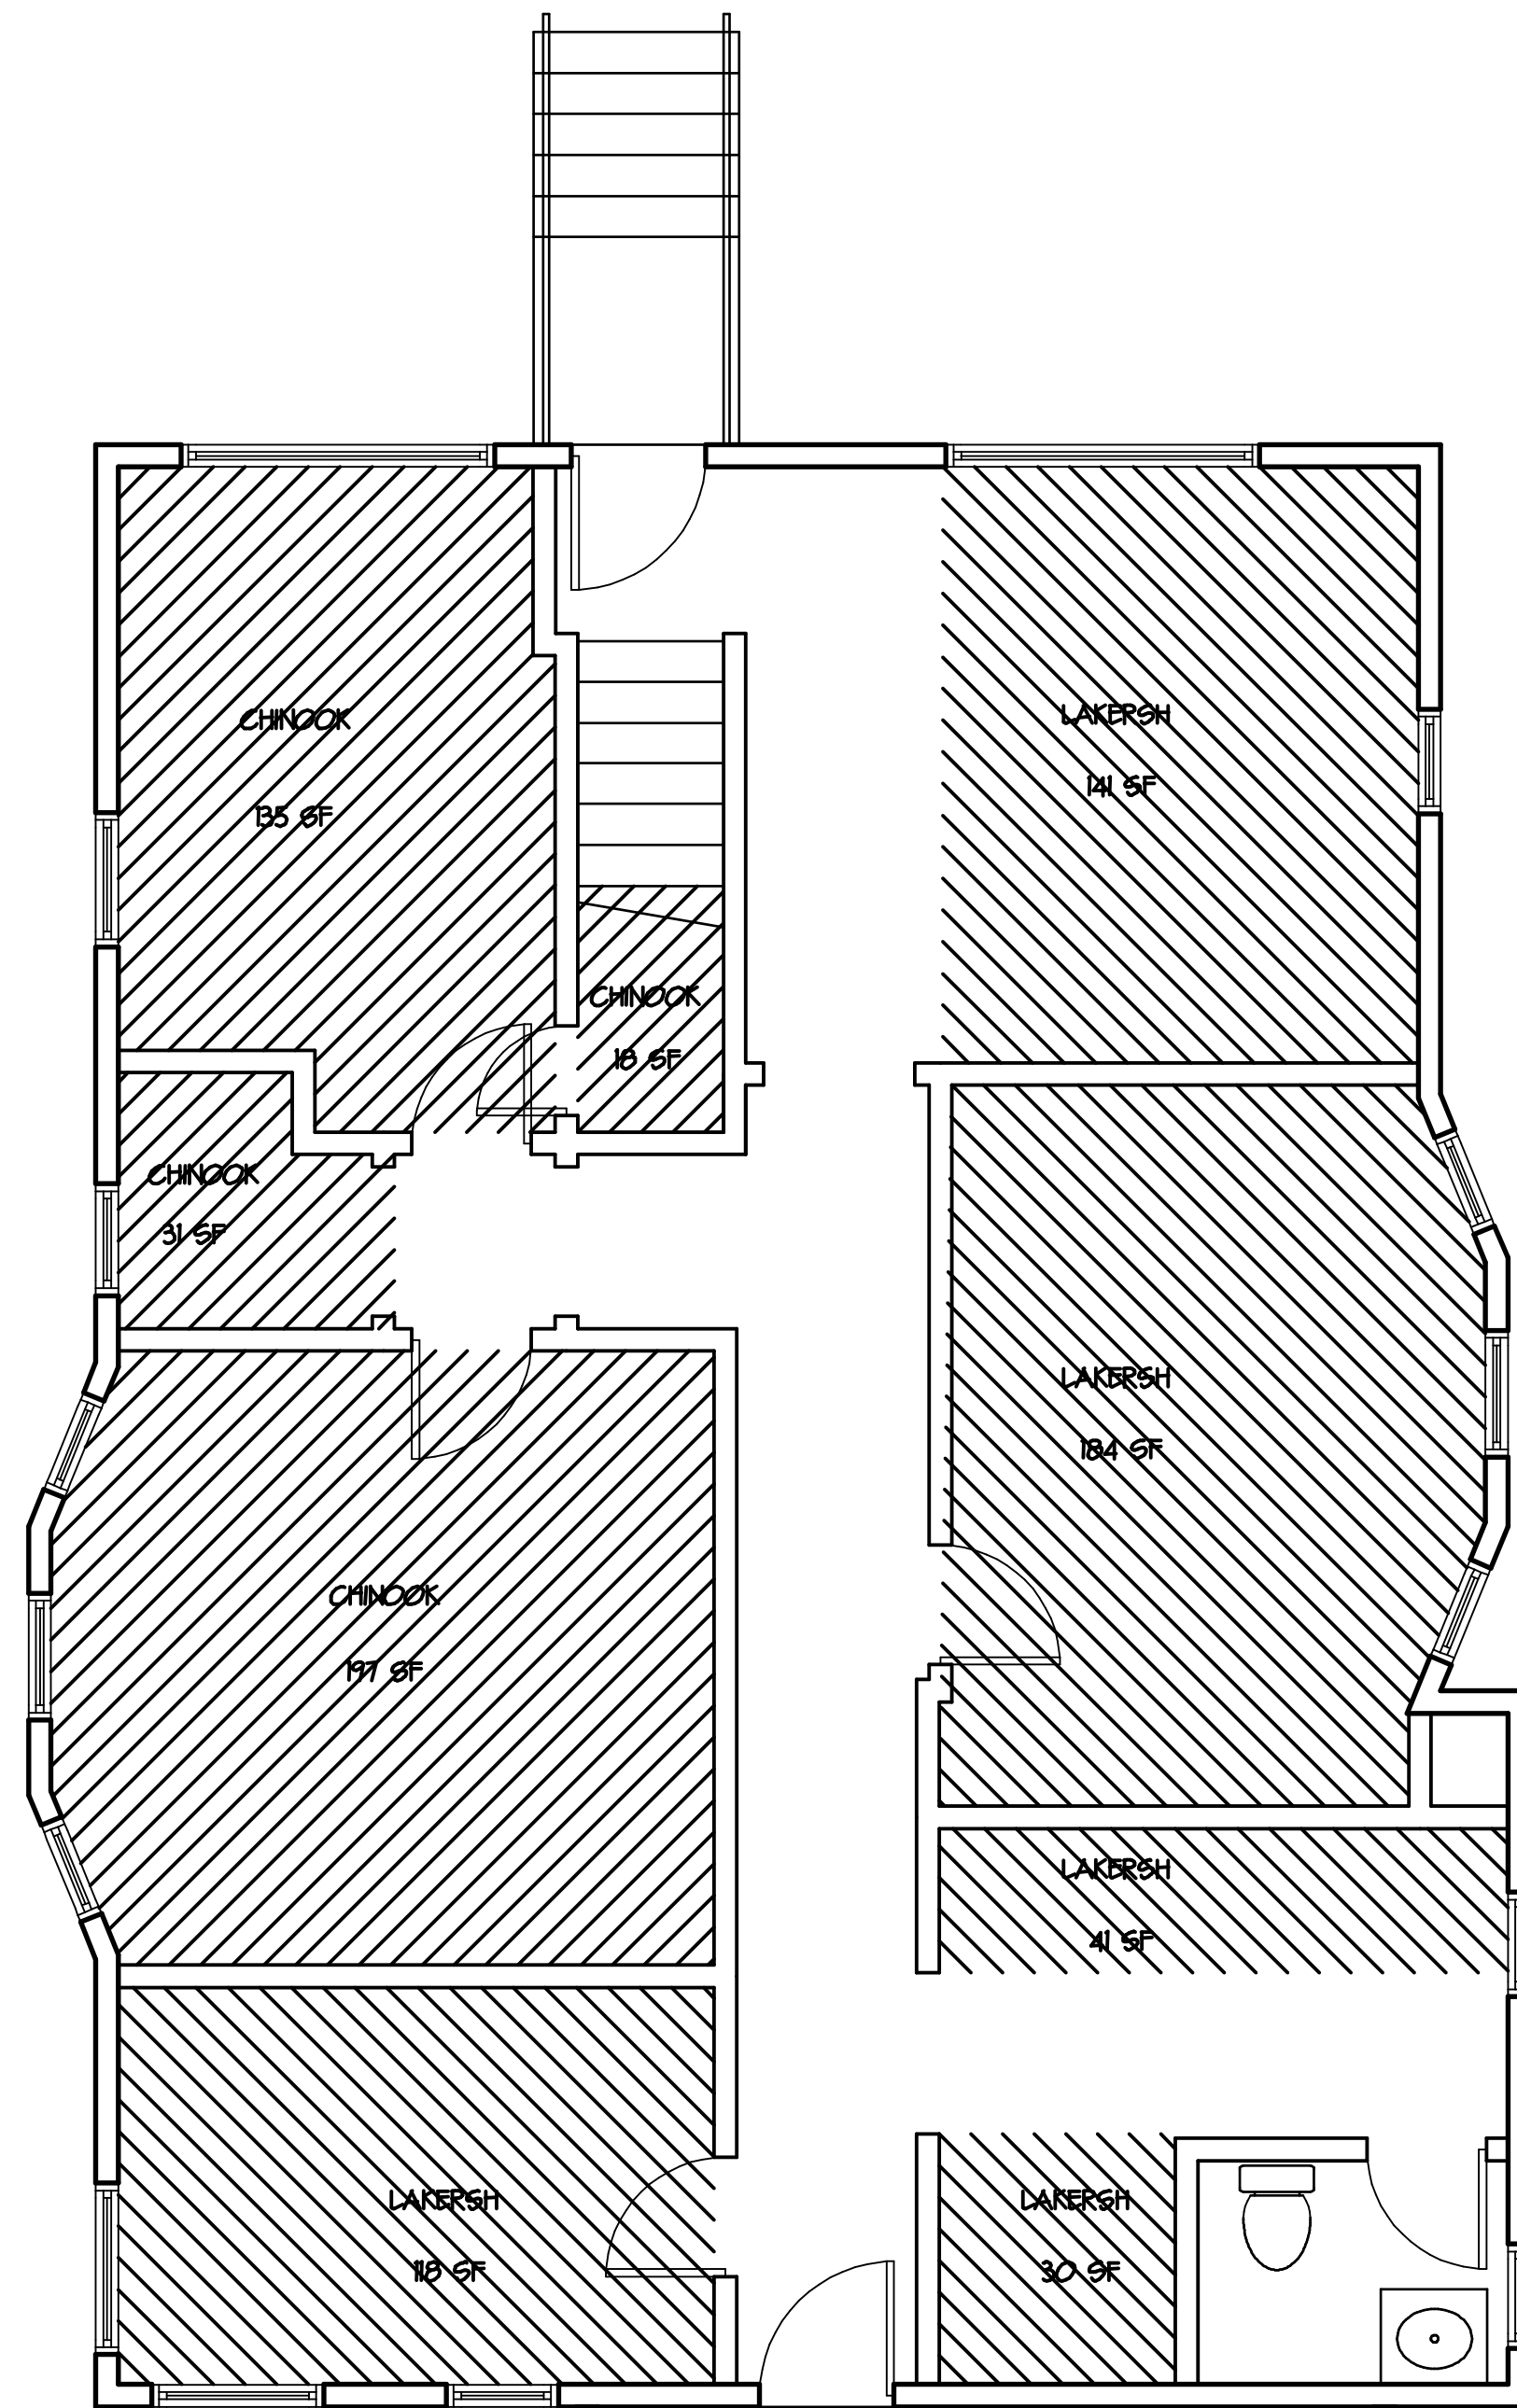 CHINOOK
135 SF
LAKERSH
141 SF
CHINOOK
18 SF
CHINOOK
31 SF
LAKERSH
184 SF
CHINOOK
197 SF
LAKERSH
41 SF
LAKERSH
118 SF
LAKERSH
30 SF